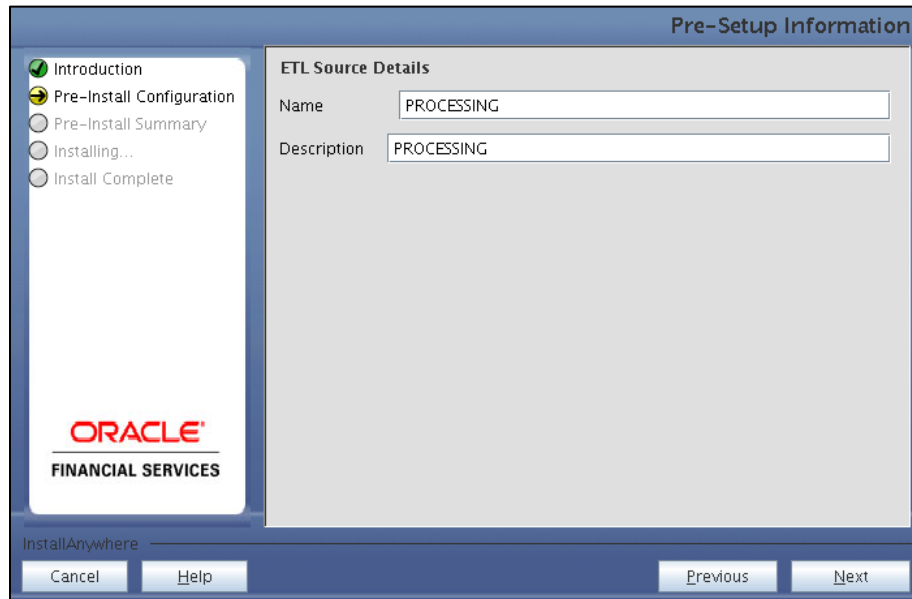 Pre-Setup Information
Introduction
Pre-Install Configuration
Pre-Install Summary
Installing...
Install Complete
ORACLE'
FINANCIAL SERVICES
ETL Source Details
Name PROCESSING
Description PROCESSING
InstallAnywhere
Cancel Help Previous Next